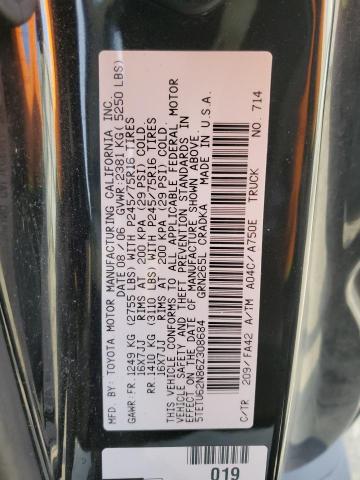 MFD. BY: TOYOTA MOTOR MANUFACTURING CALIFORNIA INC.
DATE 08/06 GVWR:2381 KG( 5250 LBS)
GAWR:FR.1249 KG (2755 LBS)WITH P245/75R16 TIRES
16X7JJ RIMS AT 200 KPA (29 PSI) COLD.
RR.1410 KG (3110 LBS)WITH P245/75R16 TIRES
16X7JJ RIMS AT 200 KPA (29 PSI) COLD.
THIS VEHICLE CONFORMS TO ALL APPLICABLE FEDERAL MOTOR
VEHICLE SAFETY AND THEFT PREVENTION STANDARDS IN
EFFECT ON THE DATE OF MANUFACTURE SHOWN ABOVE.
5TETU62N86Z308684 GRN265L CRADKA MADE IN U.S.A.
C/TR 209/FA42 A/TM A04C/A750E TRUCK NO. 714
019